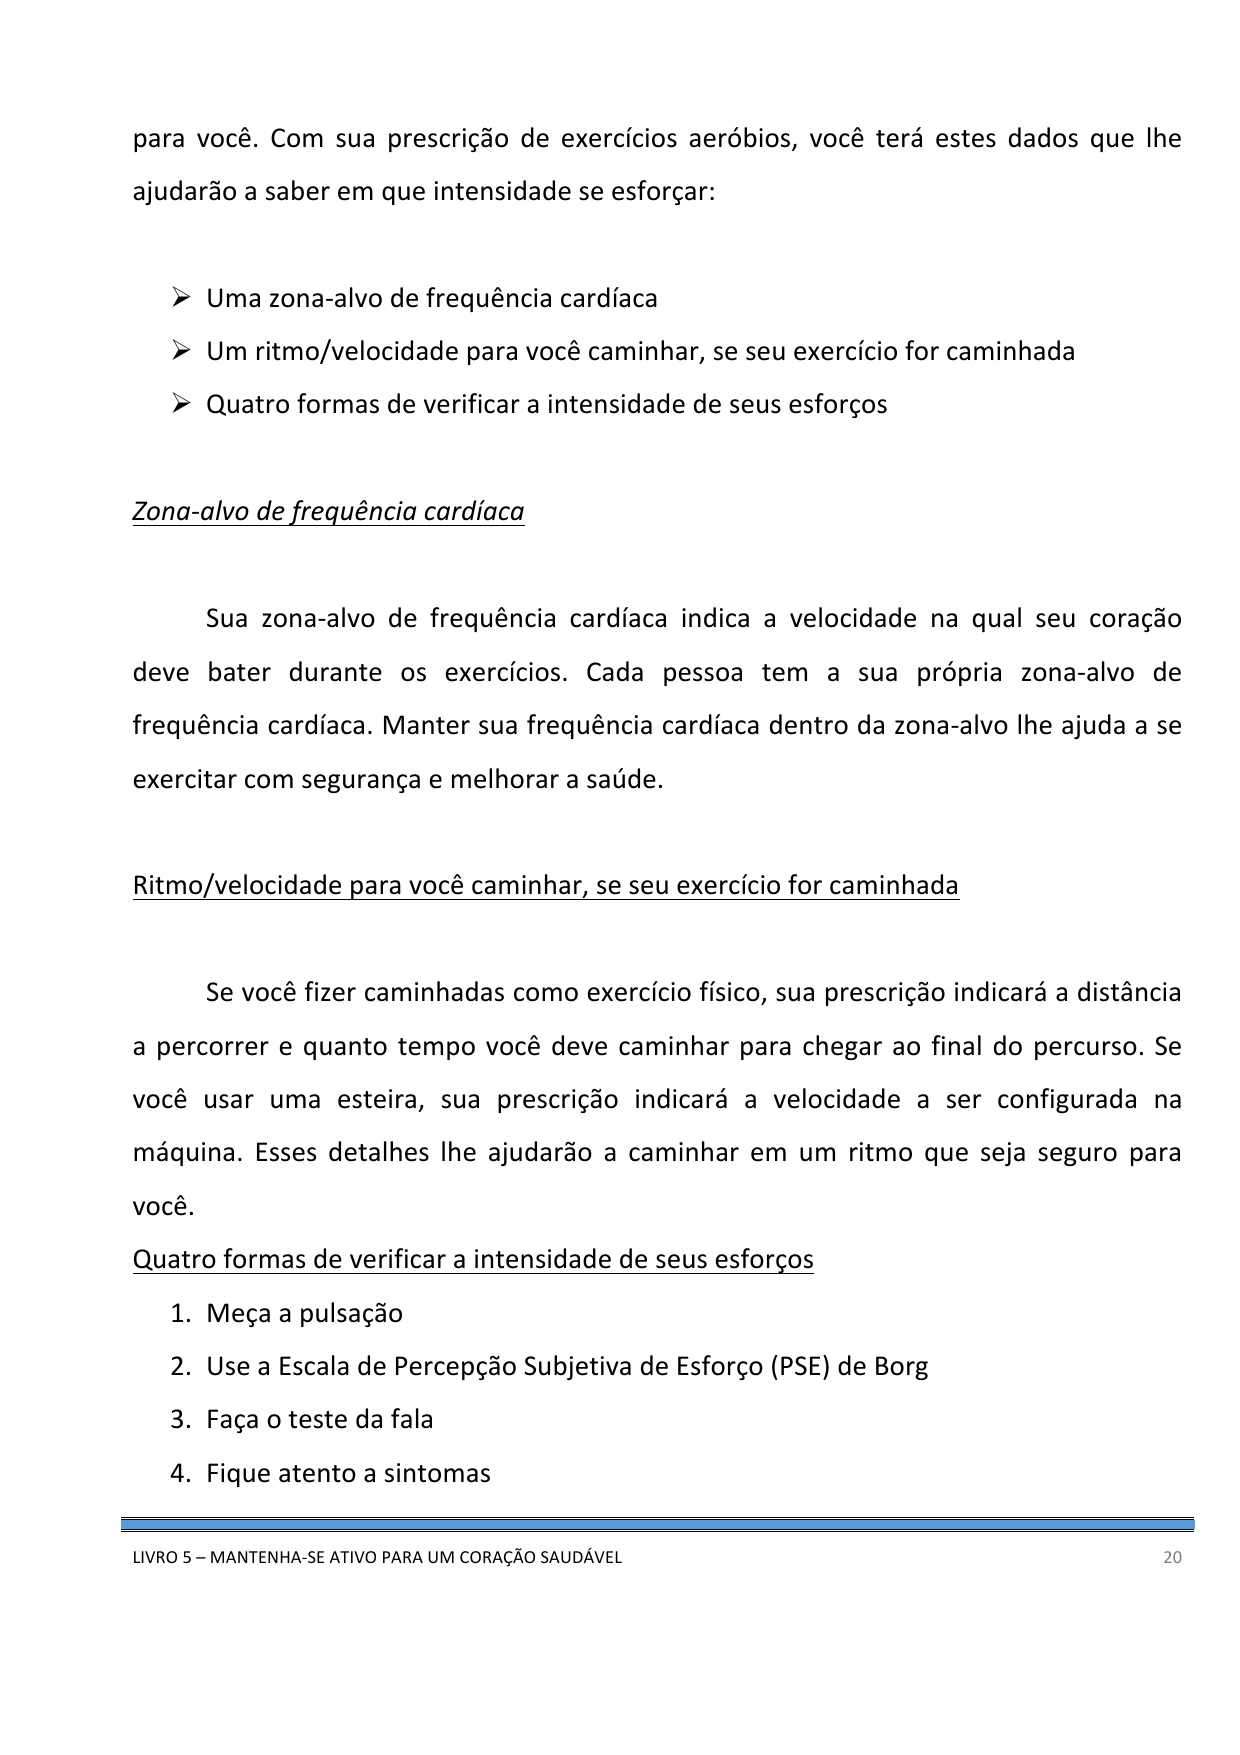 para você. Com sua prescrição de exercícios aeróbios, você terá estes dados que lhe
ajudarão a saber em que intensidade se esforçar:
➢ Uma zona-alvo de frequência cardíaca
➢ Um ritmo/velocidade para você caminhar, se seu exercício for caminhada
➢ Quatro formas de verificar a intensidade de seus esforços
Zona-alvo de frequência cardíaca
Sua zona-alvo de frequência cardíaca indica a velocidade na qual seu coração
deve bater durante os exercícios. Cada pessoa tem a sua própria zona-alvo de
frequência cardíaca. Manter sua frequência cardíaca dentro da zona-alvo lhe ajuda a se
exercitar com segurança e melhorar a saúde.
Ritmo/velocidade para você caminhar, se seu exercício for caminhada
Se você fizer caminhadas como exercício físico, sua prescrição indicará a distância
a percorrer e quanto tempo você deve caminhar para chegar ao final do percurso. Se
você usar uma esteira, sua prescrição indicará a velocidade a ser configurada na
máquina. Esses detalhes lhe ajudarão a caminhar em um ritmo que seja seguro para
você.
Quatro formas de verificar a intensidade de seus esforços
1. Meça a pulsação
2. Use a Escala de Percepção Subjetiva de Esforço (PSE) de Borg
3. Faça o teste da fala
4. Fique atento a sintomas
LIVRO 5 – MANTENHA-SE ATIVO PARA UM CORAÇÃO SAUDÁVEL 20